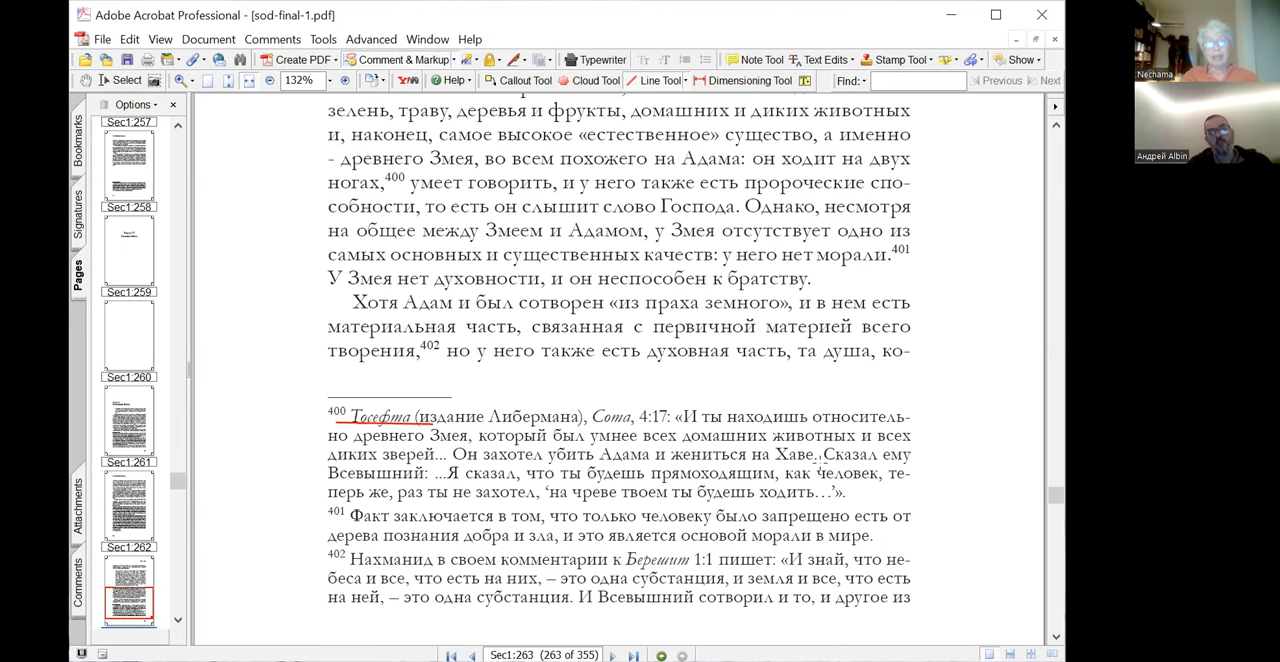 Adobe Acrobat Professional - [sod-final-1.pdf]
File Edit View Document Comments Tools Advanced Window Help
Create PDF Comment & Markup Typewriter Note Tool Text Edits Stamp Tool Show
Select 132% Y!MB Help Callout Tool Cloud Tool Line Tool Dimensioning Tool Find: Previous Next
Options
Bookmarks
Signatures
Pages
Attachments
Comments
Sec1:257
Sec1:258
Sec1:259
Sec1:260
Sec1:261
Sec1:262
зелень, траву, деревья и фрукты, домашних и диких животных
и, наконец, самое высокое «естественное» существо, а именно
- древнего Змея, во всем похожего на Адама: он ходит на двух
ногах,400 умеет говорить, и у него также есть пророческие спо-
собности, то есть он слышит слово Господа. Однако, несмотря
на общее между Змеем и Адамом, у Змея отсутствует одно из
самых основных и существенных качеств: у него нет морали.401
У Змея нет духовности, и он неспособен к братству.
Хотя Адам и был сотворен «из праха земного», и в нем есть
материальная часть, связанная с первичной материей всего
творения,402 но у него также есть духовная часть, та душа, ко-
400 Тосефта (издание Либермана), Сота, 4:17: «И ты находишь относитель-
но древнего Змея, который был умнее всех домашних животных и всех
диких зверей... Он захотел убить Адама и жениться на Хаве. Сказал ему
Всевышний: ...Я сказал, что ты будешь прямоходящим, как человек, те-
перь же, раз ты не захотел, ‘на чреве твоем ты будешь ходить...’».
401 Факт заключается в том, что только человеку было запрещено есть от
дерева познания добра и зла, и это является основой морали в мире.
402 Нахманид в своем комментарии к Берешит 1:1 пишет: «И знай, что не-
беса и все, что есть на них, – это одна субстанция, и земля и все, что есть
на ней, – это одна субстанция. И Всевышний сотворил и то, и другое из
Sec1:263 (263 of 355)
Nechama
Андрей Albin